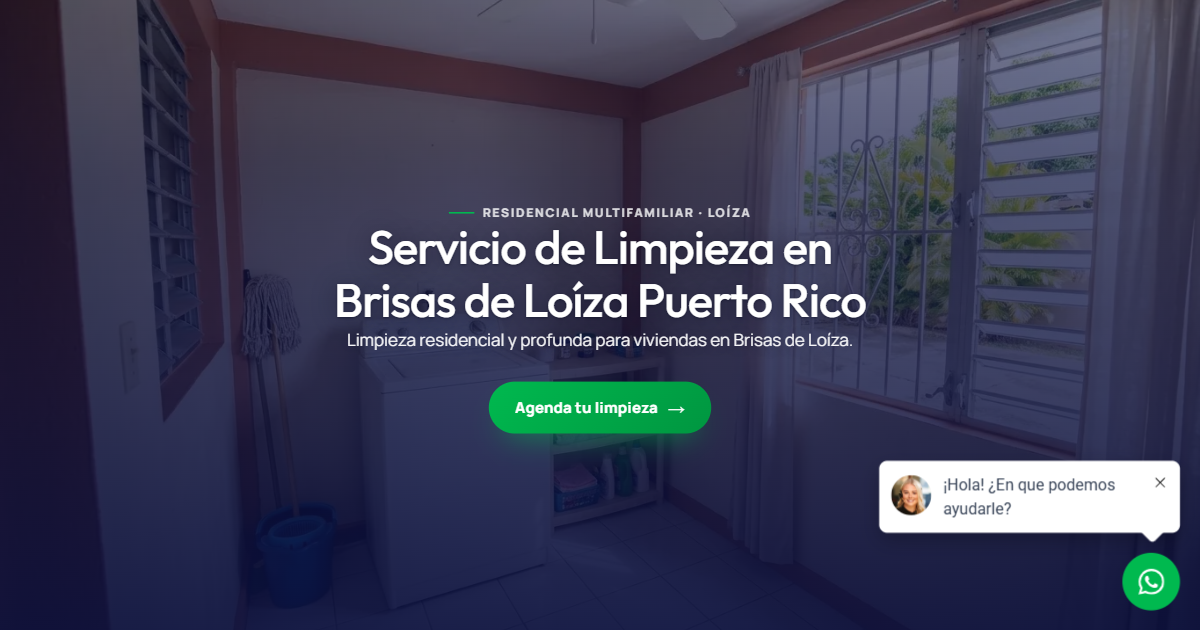 RESIDENCIAL MULTIFAMILIAR · LOÍZA
Servicio de Limpieza en
Brisas de Loíza Puerto Rico
Limpieza residencial y profunda para viviendas en Brisas de Loíza.
Agenda tu limpieza →
¡Hola! ¿En que podemos
ayudarle?